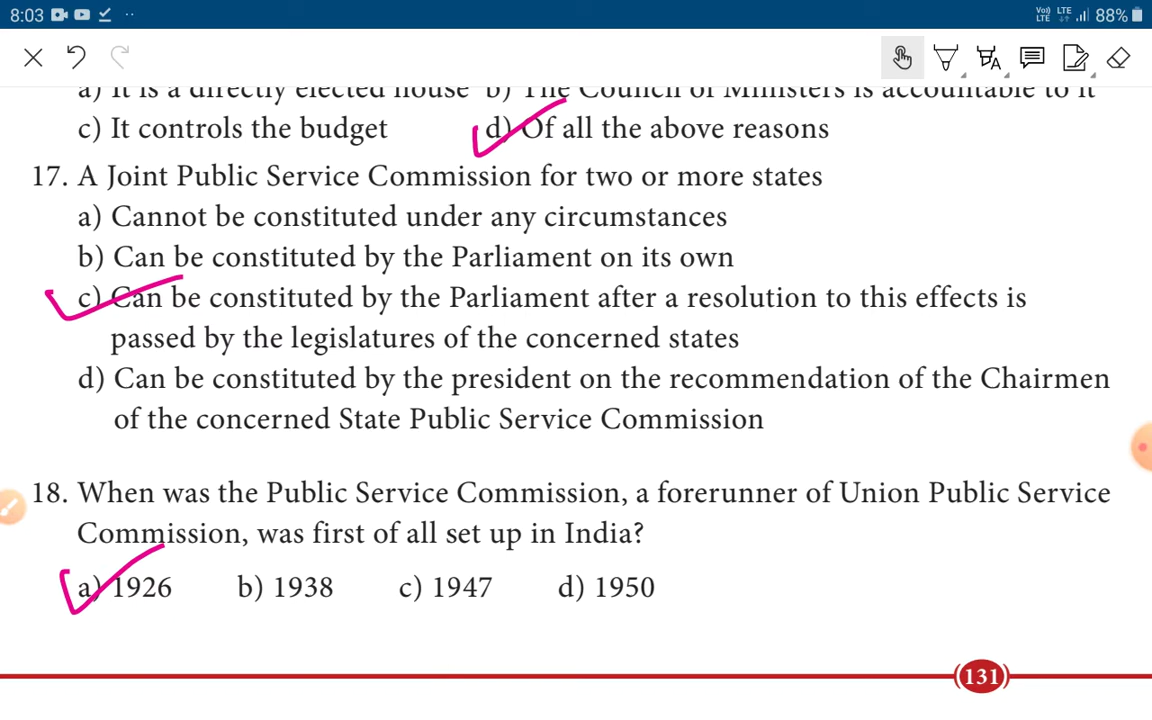 8:03
Vo)) LTE LTE 88%
a) It is a directly elected house b) The Council of Ministers is accountable to it
c) It controls the budget d) Of all the above reasons
17. A Joint Public Service Commission for two or more states
a) Cannot be constituted under any circumstances
b) Can be constituted by the Parliament on its own
c) Can be constituted by the Parliament after a resolution to this effects is
passed by the legislatures of the concerned states
d) Can be constituted by the president on the recommendation of the Chairmen
of the concerned State Public Service Commission
18. When was the Public Service Commission, a forerunner of Union Public Service
Commission, was first of all set up in India?
a) 1926 b) 1938 c) 1947 d) 1950
131